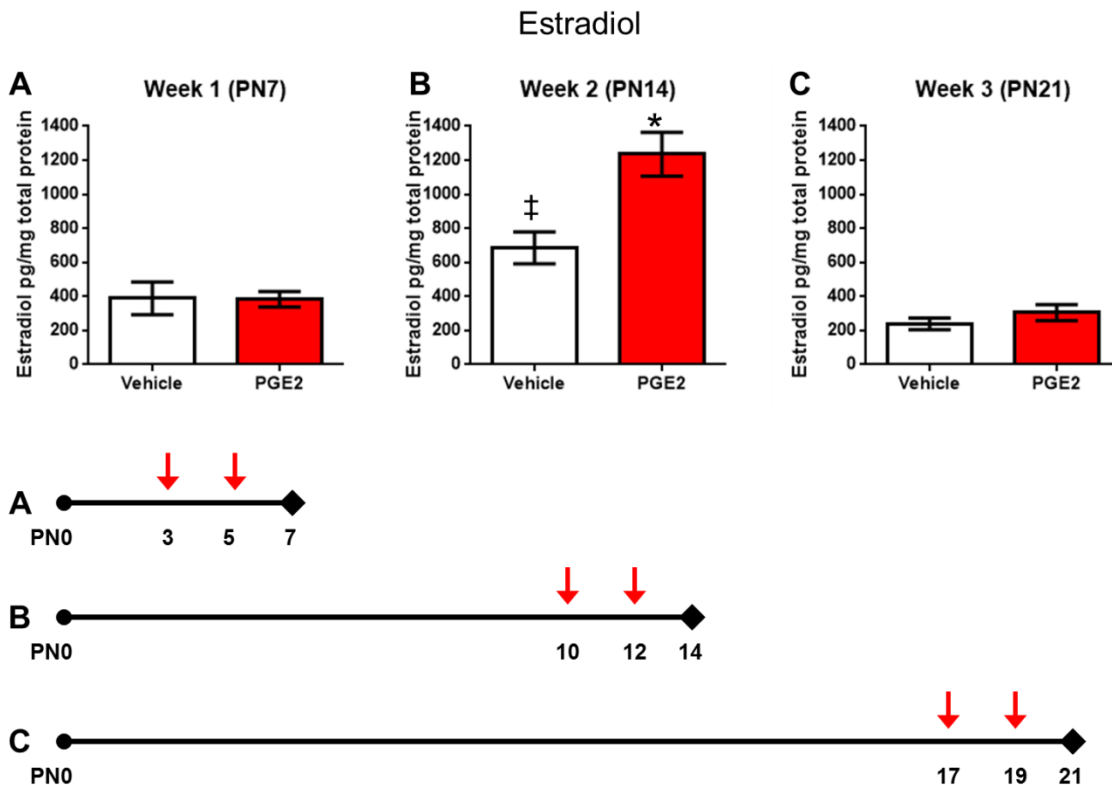 Estradiol
A
Week 1 (PN7)
Estradiol pg/mg total protein
1400
1200
1000
800
600
400
200
0
Vehicle PGE2
B
Week 2 (PN14)
Estradiol pg/mg total protein
1400
1200
1000
800
600
400
200
0
‡
*
Vehicle PGE2
C
Week 3 (PN21)
Estradiol pg/mg total protein
1400
1200
1000
800
600
400
200
0
Vehicle PGE2
A
PN0 3 5 7
B
PN0 10 12 14
C
PN0 17 19 21